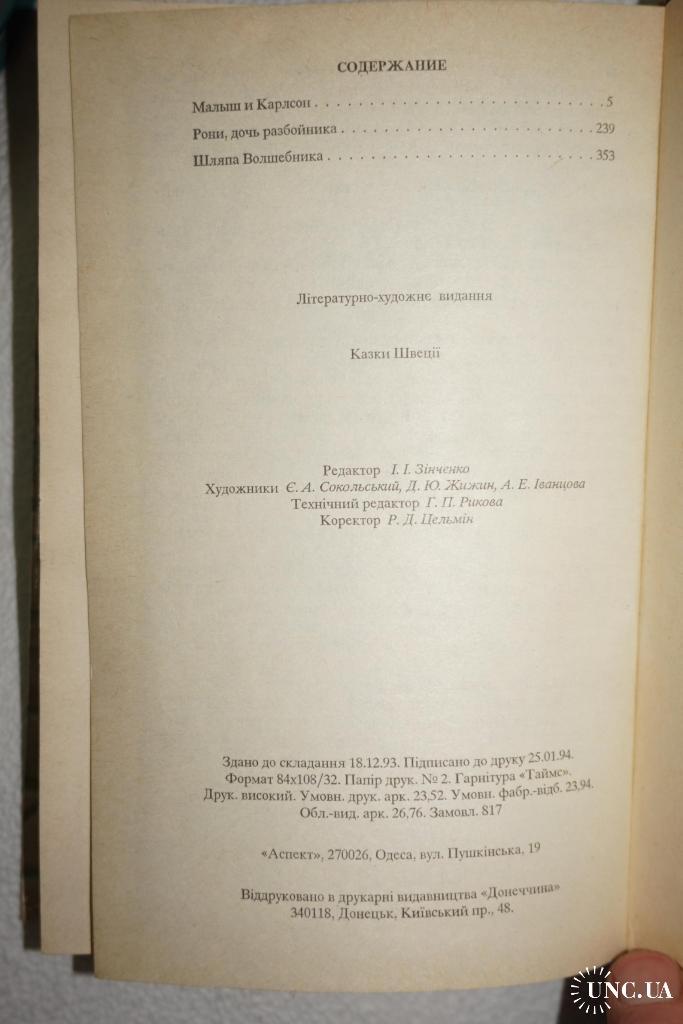 СОДЕРЖАНИЕ
Малыш и Карлсон . . . . . . . . . . . . . . . . . . . . . . . . . . 5
Рони, дочь разбойника . . . . . . . . . . . . . . . . . . . . . . . 239
Шляпа Волшебника . . . . . . . . . . . . . . . . . . . . . . . . 353
Літературно-художнє видання
Казки Швеції
Редактор І. І. Зінченко
Художники Є. А. Сокольський, Д. Ю. Жижин, А. Е. Іванцова
Технічний редактор Г. П. Рикова
Коректор Р. Д. Цельмін
Здано до складання 18.12.93. Підписано до друку 25.01.94.
Формат 84х108/32. Папір друк. № 2. Гарнітура «Таймс».
Друк. високий. Умовн. друк. арк. 23,52. Умовн. фабр.-відб. 23,94.
Обл.-вид. арк. 26,76. Замовл. 817
«Аспект», 270026, Одеса, вул. Пушкінська, 19
Віддруковано в друкарні видавництва «Донеччина»
340118, Донецьк, Київський пр., 48.
UNC.UA